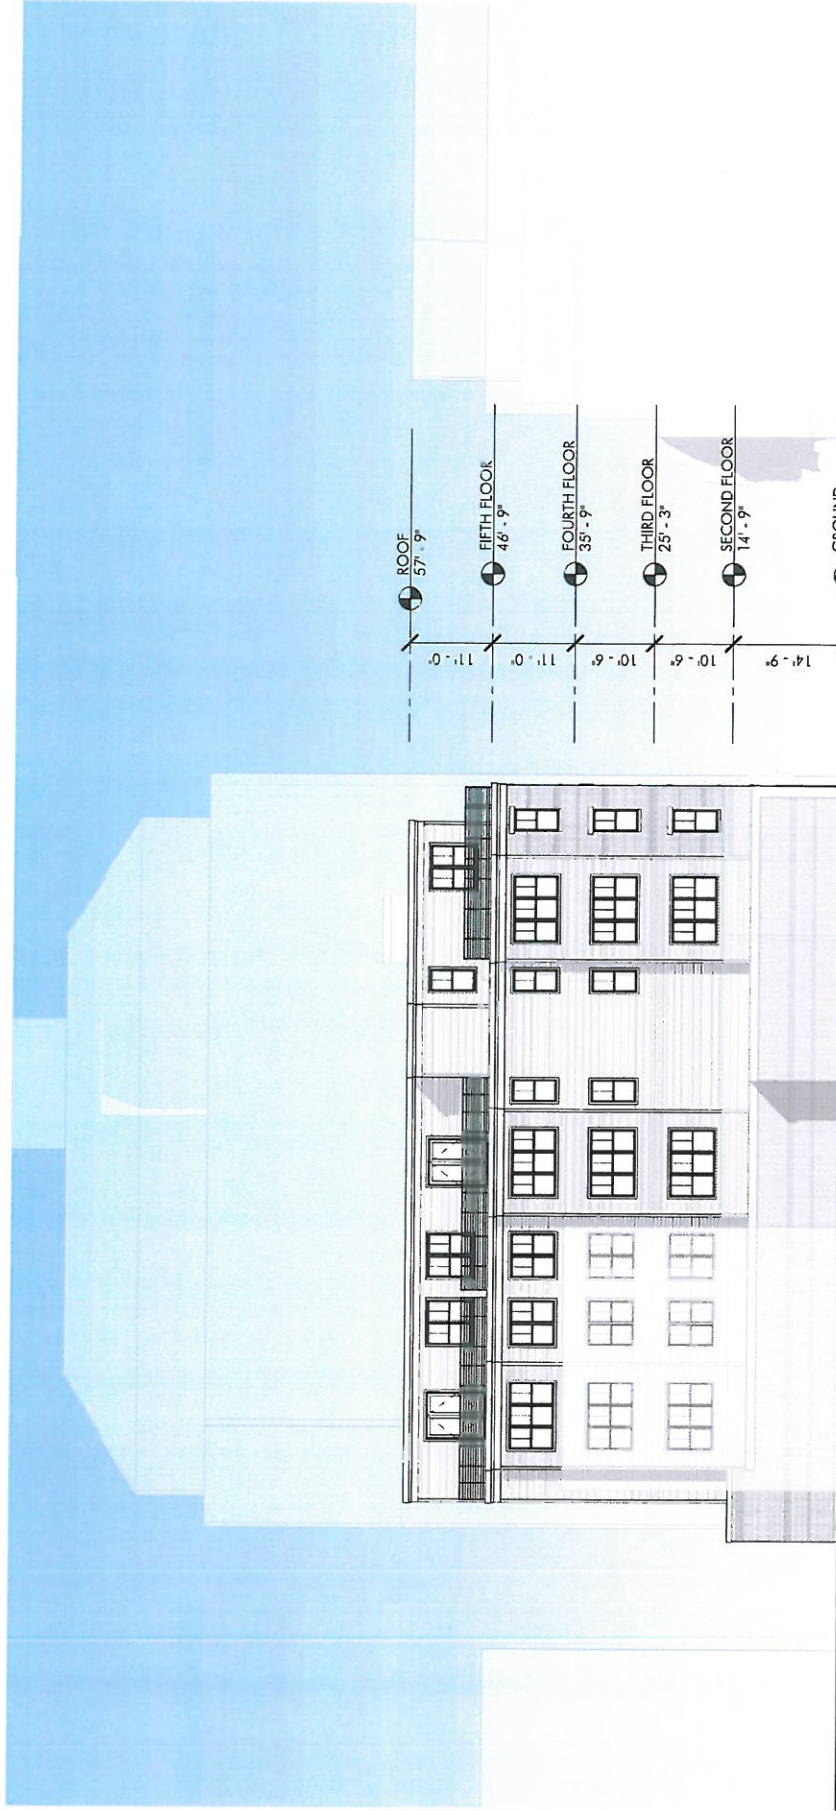 ROOF
57' - 9"
FIFTH FLOOR
46' - 9"
FOURTH FLOOR
35' - 9"
THIRD FLOOR
25' - 3"
SECOND FLOOR
14' - 9"
GROUND
11' - 0"
11' - 0"
10' - 6"
10' - 6"
14' - 9"